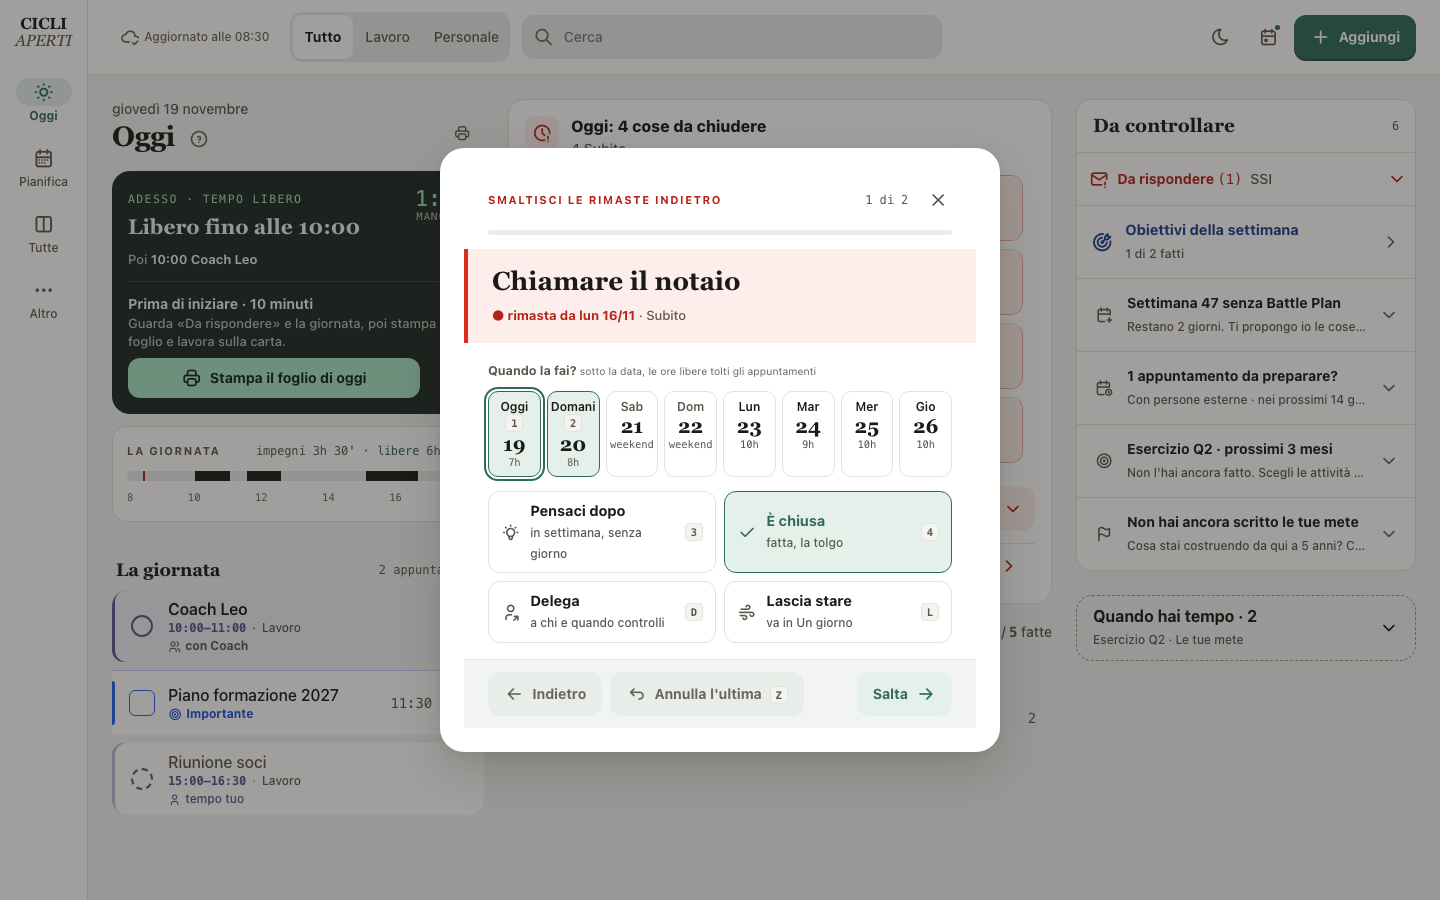 CICLI
APERTI
Aggiornato alle 08:30
Tutto
Lavoro
Personale
Cerca
Aggiungi
Oggi
Pianifica
Tutte
Altro
giovedì 19 novembre
Oggi
ADESSO · TEMPO LIBERO
1:
Libero fino alle 10:00
Poi 10:00 Coach Leo
Prima di iniziare · 10 minuti
Guarda «Da rispondere» e la giornata, poi stampa
foglio e lavora sulla carta.
Stampa il foglio di oggi
LA GIORNATA
impegni 3h 30' · libere 6h
8 10 12 14 16
La giornata
Coach Leo
10:00–11:00 · Lavoro
con Coach
Piano formazione 2027
11:30
Importante
Riunione soci
15:00–16:30 · Lavoro
tempo tuo
Oggi: 4 cose da chiudere
4 Subito
SMALTISCI LE RIMASTE INDIETRO
1 di 2
Chiamare il notaio
rimasta da lun 16/11 · Subito
Quando la fai? sotto la data, le ore libere tolti gli appuntamenti
Oggi
1
19
7h
Domani
2
20
8h
Sab
21
weekend
Dom
22
weekend
Lun
23
10h
Mar
24
9h
Mer
25
10h
Gio
26
10h
Pensaci dopo
in settimana, senza
giorno
3
È chiusa
fatta, la tolgo
4
Delega
a chi e quando controlli
D
Lascia stare
va in Un giorno
L
Indietro
Annulla l'ultima Z
Salta
/ 5 fatte
2
Da controllare
6
Da rispondere (1) SSI
Obiettivi della settimana
1 di 2 fatti
Settimana 47 senza Battle Plan
Restano 2 giorni. Ti propongo io le cose...
1 appuntamento da preparare?
Con persone esterne · nei prossimi 14 g...
Esercizio Q2 · prossimi 3 mesi
Non l'hai ancora fatto. Scegli le attività ...
Non hai ancora scritto le tue mete
Cosa stai costruendo da qui a 5 anni? C...
Quando hai tempo · 2
Esercizio Q2 · Le tue mete